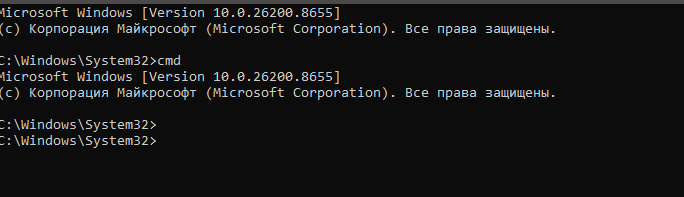 Microsoft Windows [Version 10.0.26200.8655]
(c) Корпорация Майкрософт (Microsoft Corporation). Все права защищены.
C:\Windows\System32>cmd
Microsoft Windows [Version 10.0.26200.8655]
(c) Корпорация Майкрософт (Microsoft Corporation). Все права защищены.
C:\Windows\System32>
C:\Windows\System32>